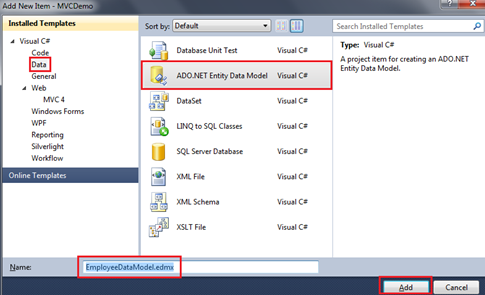 Add New Item - MVCDemo
Installed Templates
Visual C#
Code
Data
General
Web
MVC 4
Windows Forms
WPF
Reporting
Silverlight
Workflow
Online Templates
Sort by: Default
Database Unit Test Visual C#
ADO.NET Entity Data Model Visual C#
DataSet Visual C#
LINQ to SQL Classes Visual C#
SQL Server Database Visual C#
XML File Visual C#
XML Schema Visual C#
XSLT File Visual C#
Search Installed Templates
Type: Visual C#
A project item for creating an ADO.NET
Entity Data Model.
Name: EmployeeDataModel.edmx
Add Cancel